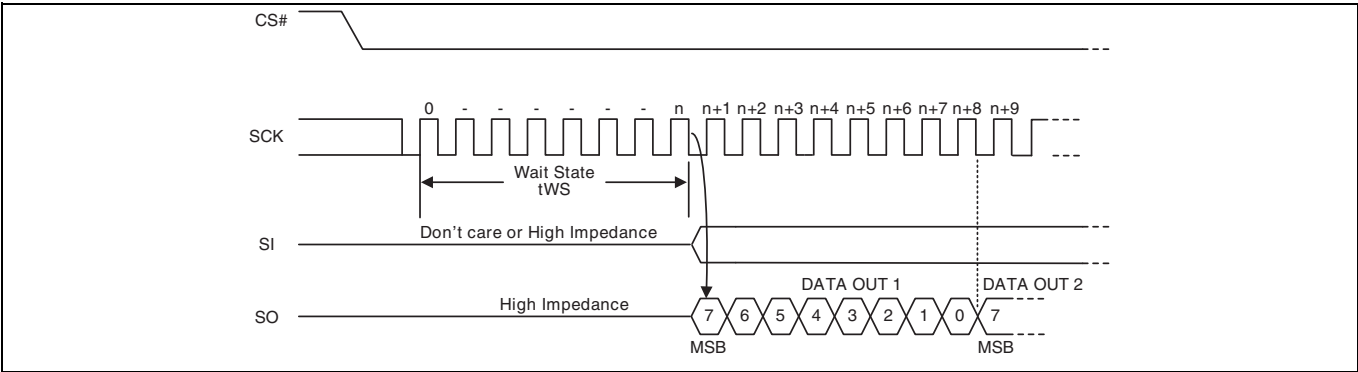 CS#
0 - - - - - - n n+1 n+2 n+3 n+4 n+5 n+6 n+7 n+8 n+9
SCK
Wait State
tWS
Don't care or High Impedance
SI
DATA OUT 1 DATA OUT 2
High Impedance
SO
7 6 5 4 3 2 1 0 7
MSB MSB